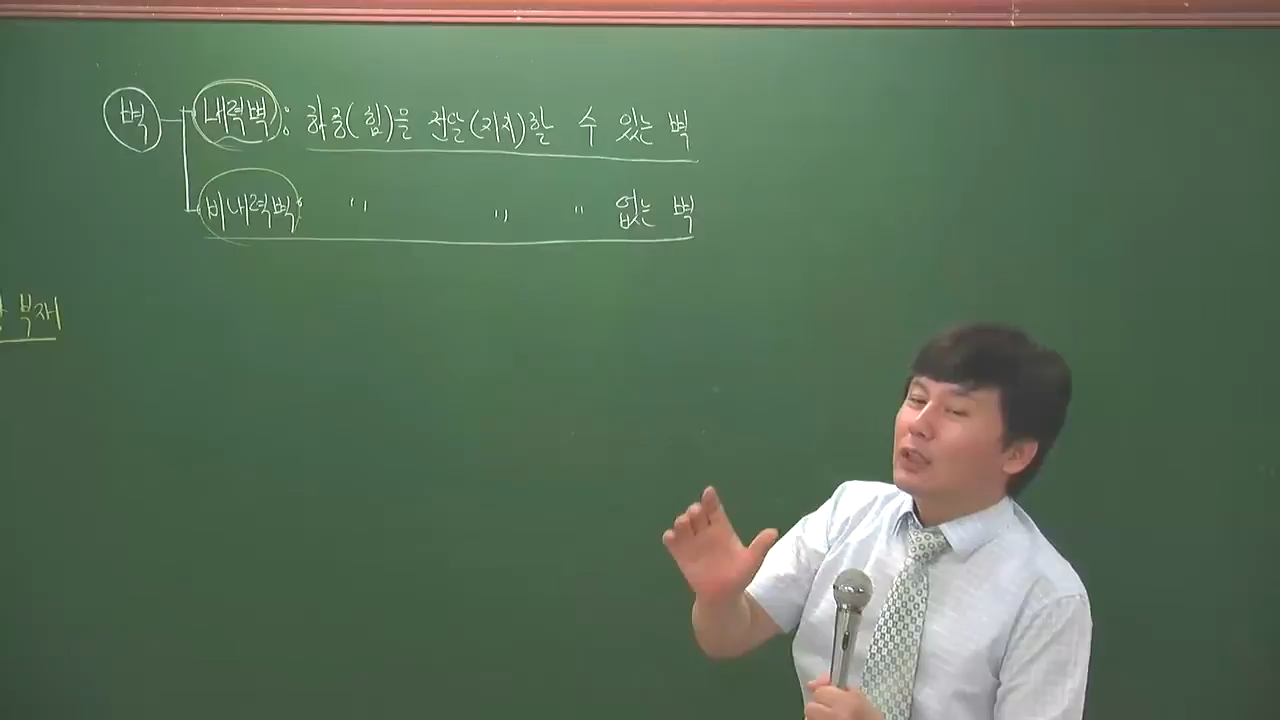 벽 내력벽 : 하중(힘)을 전달(지지)할 수 있는 벽
비내력벽 : " " " 없는 벽
부재